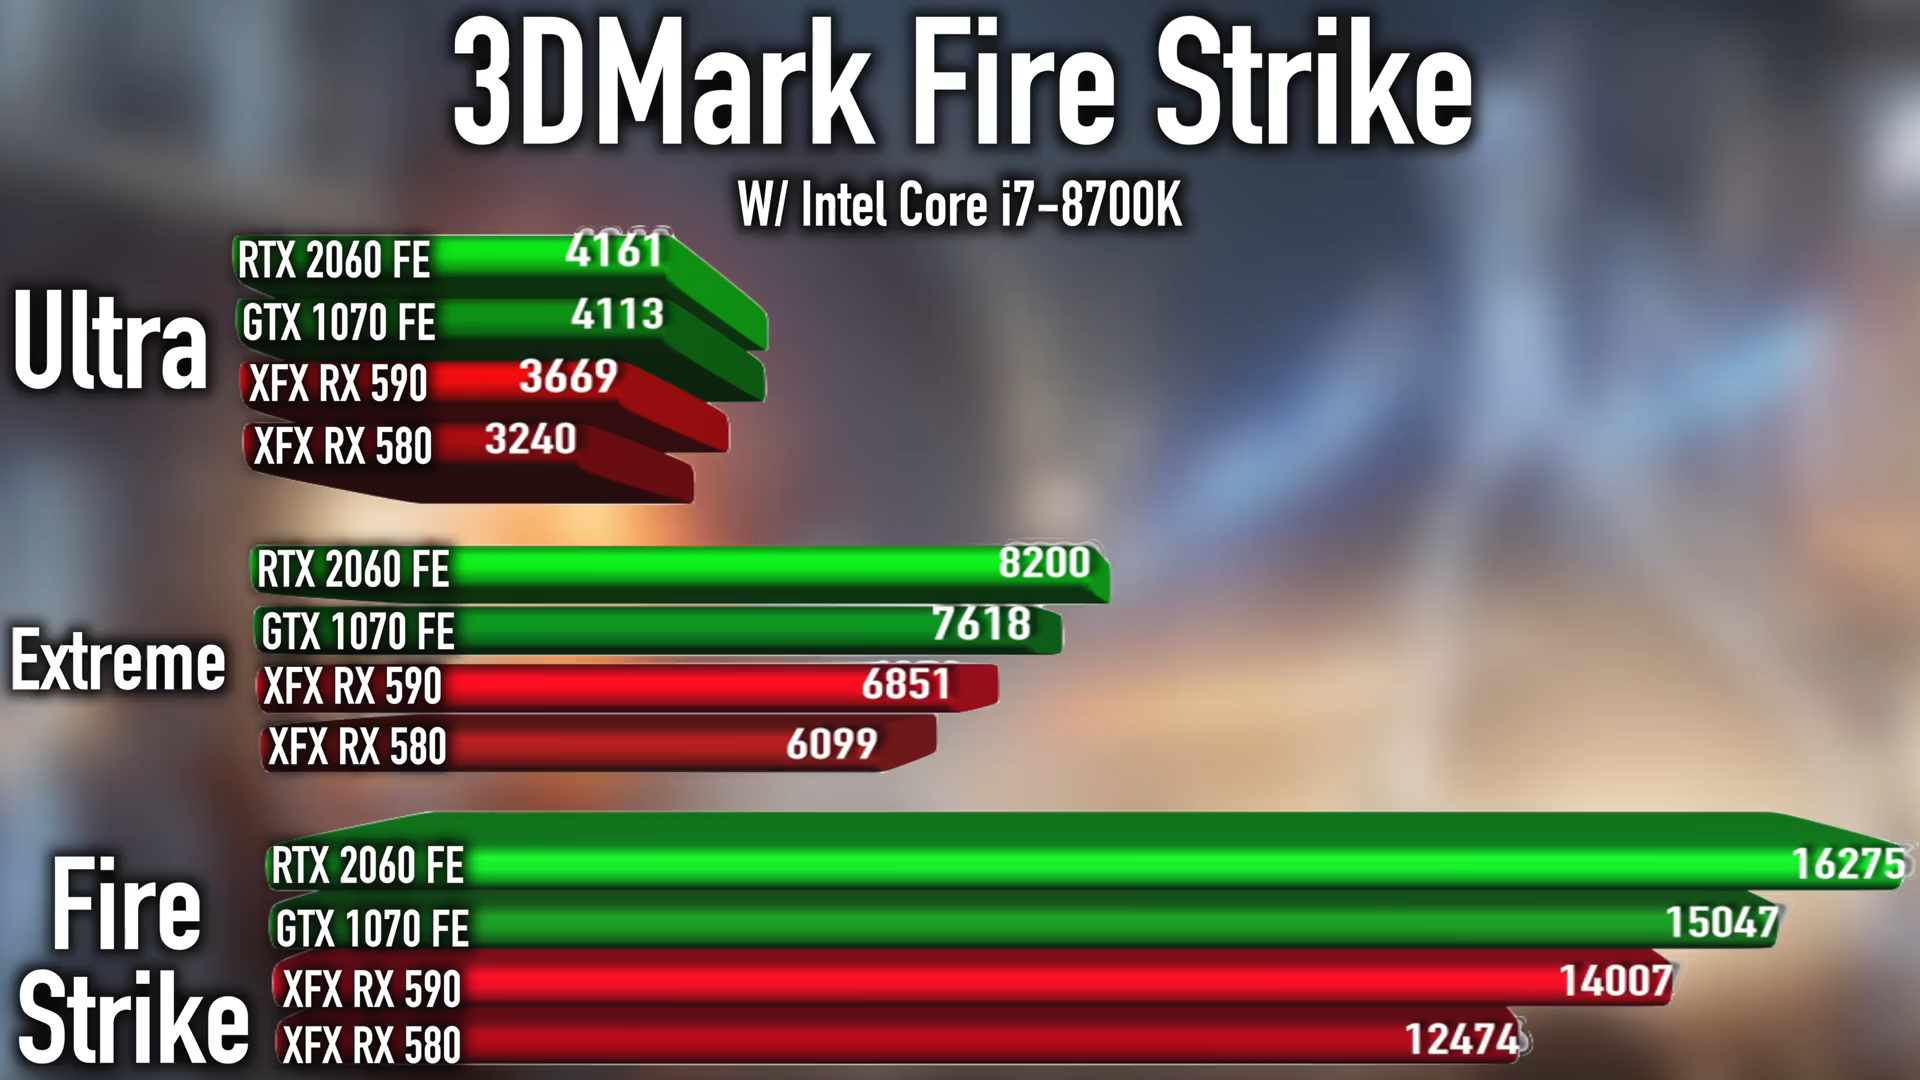 3DMark Fire Strike
W/ Intel Core i7-8700K
Ultra
RTX 2060 FE 4161
GTX 1070 FE 4113
XFX RX 590 3669
XFX RX 580 3240
Extreme
RTX 2060 FE 8200
GTX 1070 FE 7618
XFX RX 590 6851
XFX RX 580 6099
Fire
Strike
RTX 2060 FE 16275
GTX 1070 FE 15047
XFX RX 590 14007
XFX RX 580 12474